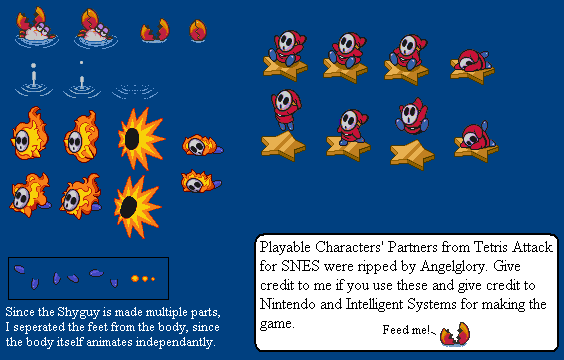 Playable Characters' Partners from Tetris Attack
for SNES were ripped by Angelglory. Give
credit to me if you use these and give credit to
Nintendo and Intelligent Systems for making the
game.
Feed me!
Since the Shyguy is made multiple parts,
I seperated the feet from the body, since
the body itself animates independantly.